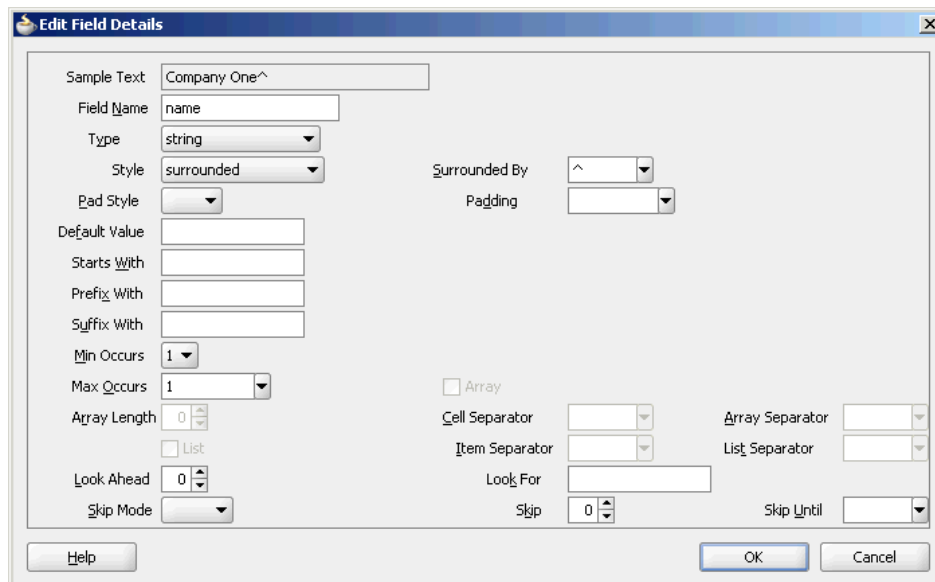 Edit Field Details
Sample Text Company One^
Field Name name
Type string
Style surrounded Surrounded By ^
Pad Style Padding
Default Value
Starts With
Prefix With
Suffix With
Min Occurs 1
Max Occurs 1 Array
Array Length 0 Cell Separator Array Separator
List Item Separator List Separator
Look Ahead 0 Look For
Skip Mode Skip 0 Skip Until
Help OK Cancel